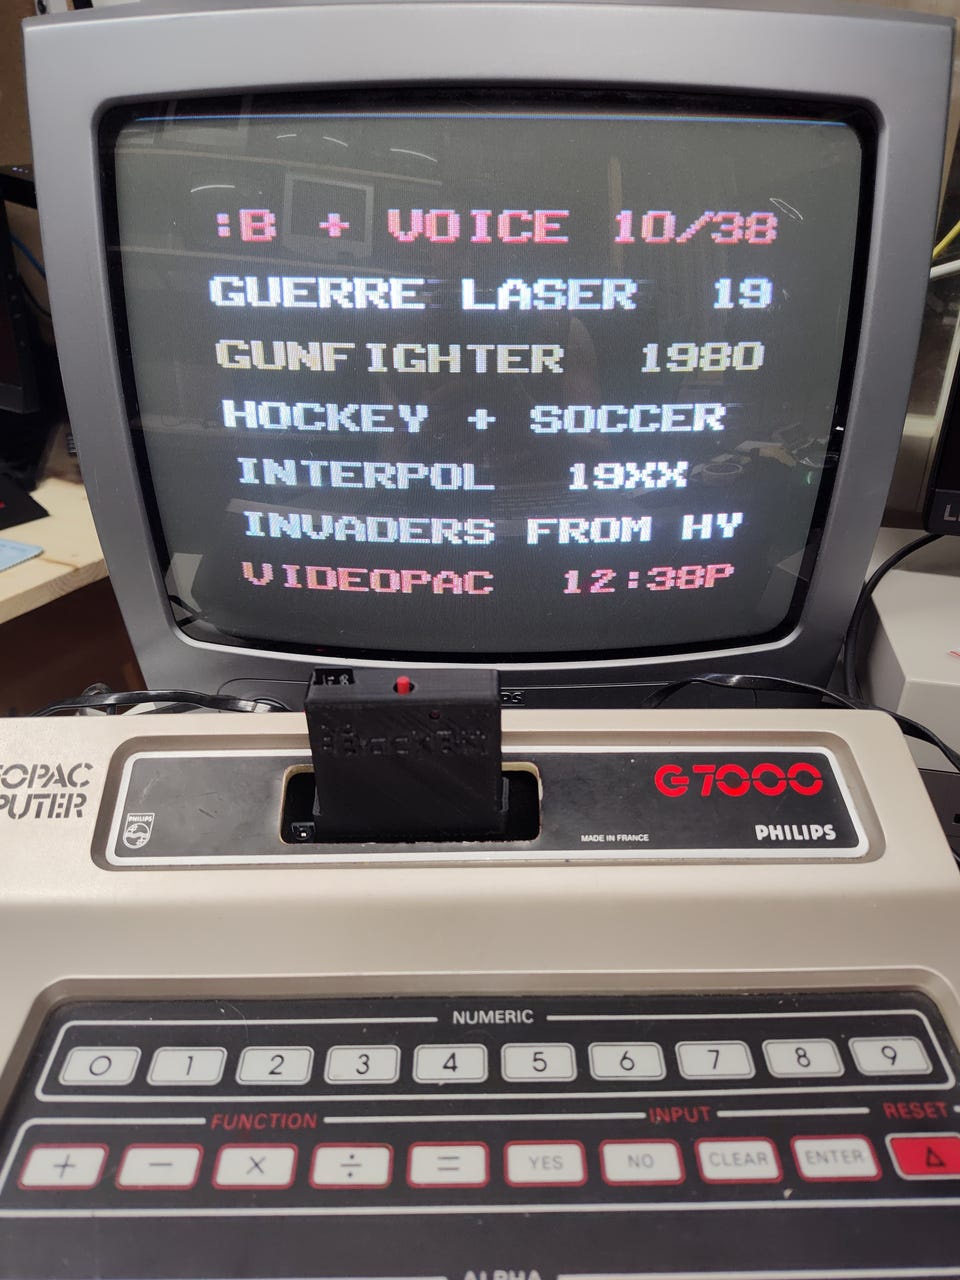 :B + VOICE 10/38
GUERRE LASER 19
GUNFIGHTER 1980
HOCKEY + SOCCER
INTERPOL 19XX
INVADERS FROM HY
VIDEOPAC 12:38P
EOPAC
PUTER
PHILIPS
G7000
MADE IN FRANCE
PHILIPS
NUMERIC
0 1 2 3 4 5 6 7 8 9
FUNCTION INPUT RESET
+ − × ÷ = YES NO CLEAR ENTER
ALPHA